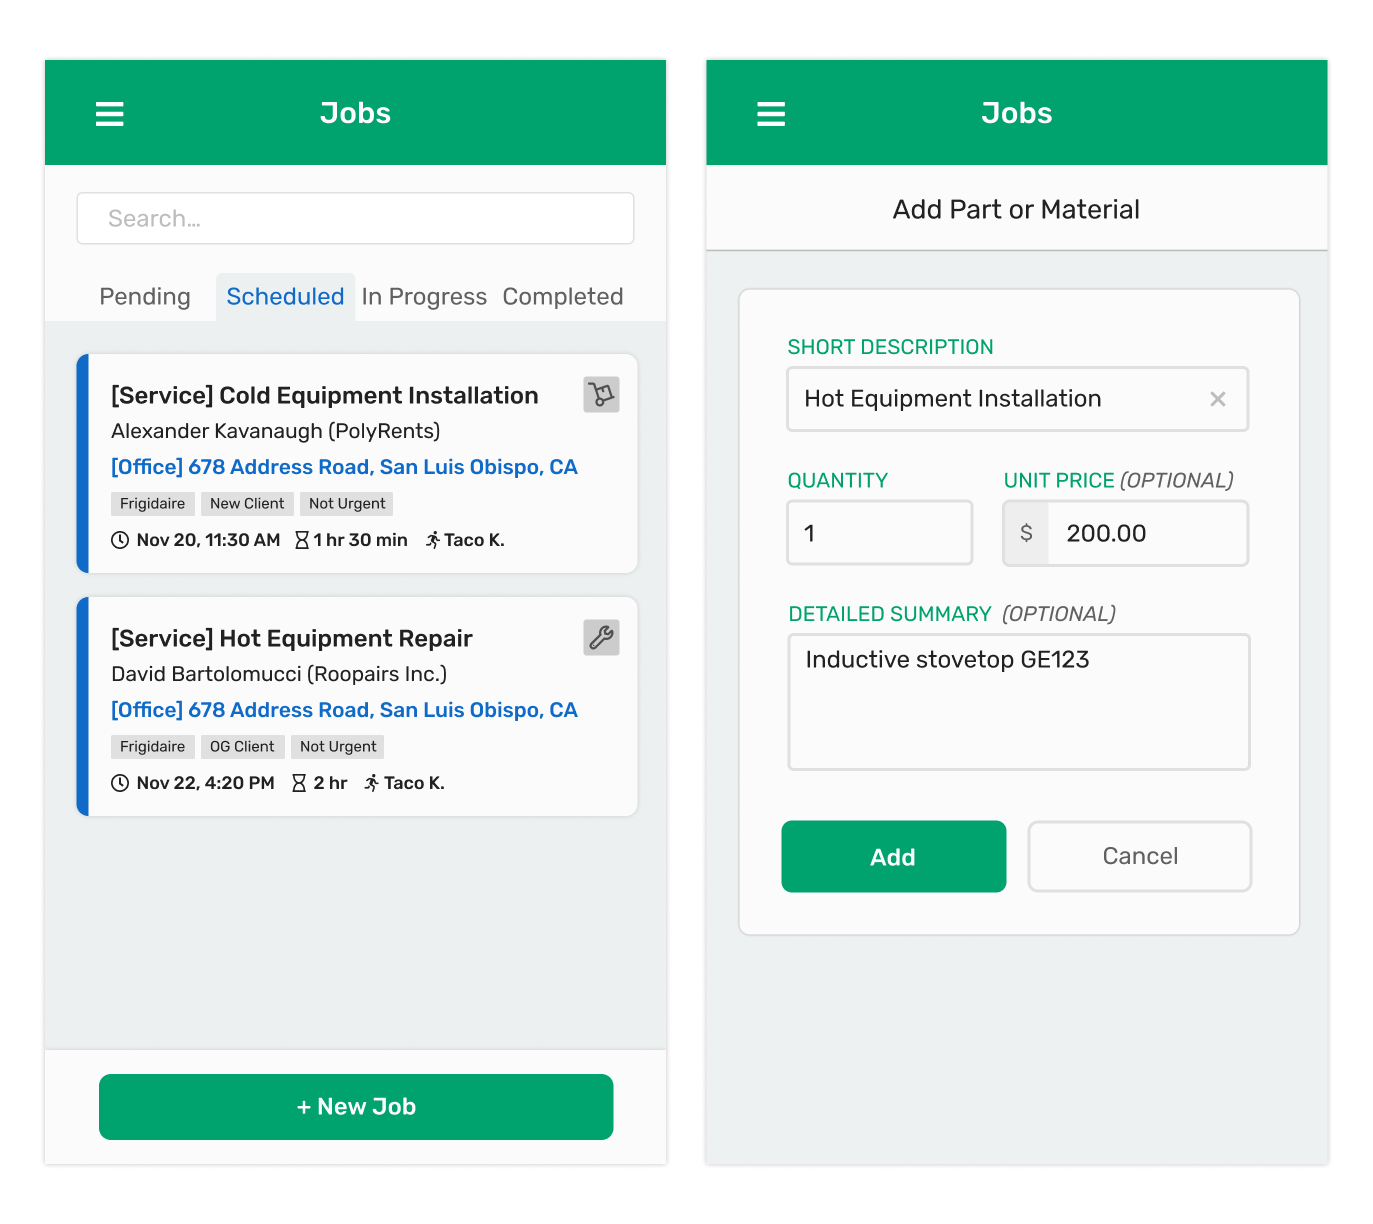 Jobs
Search...
Pending Scheduled In Progress Completed
[Service] Cold Equipment Installation
Alexander Kavanaugh (PolyRents)
[Office] 678 Address Road, San Luis Obispo, CA
Frigidaire New Client Not Urgent
Nov 20, 11:30 AM 1 hr 30 min Taco K.
[Service] Hot Equipment Repair
David Bartolomucci (Roopairs Inc.)
[Office] 678 Address Road, San Luis Obispo, CA
Frigidaire OG Client Not Urgent
Nov 22, 4:20 PM 2 hr Taco K.
+ New Job
Jobs
Add Part or Material
SHORT DESCRIPTION
Hot Equipment Installation
QUANTITY UNIT PRICE (OPTIONAL)
1 $ 200.00
DETAILED SUMMARY (OPTIONAL)
Inductive stovetop GE123
Add Cancel